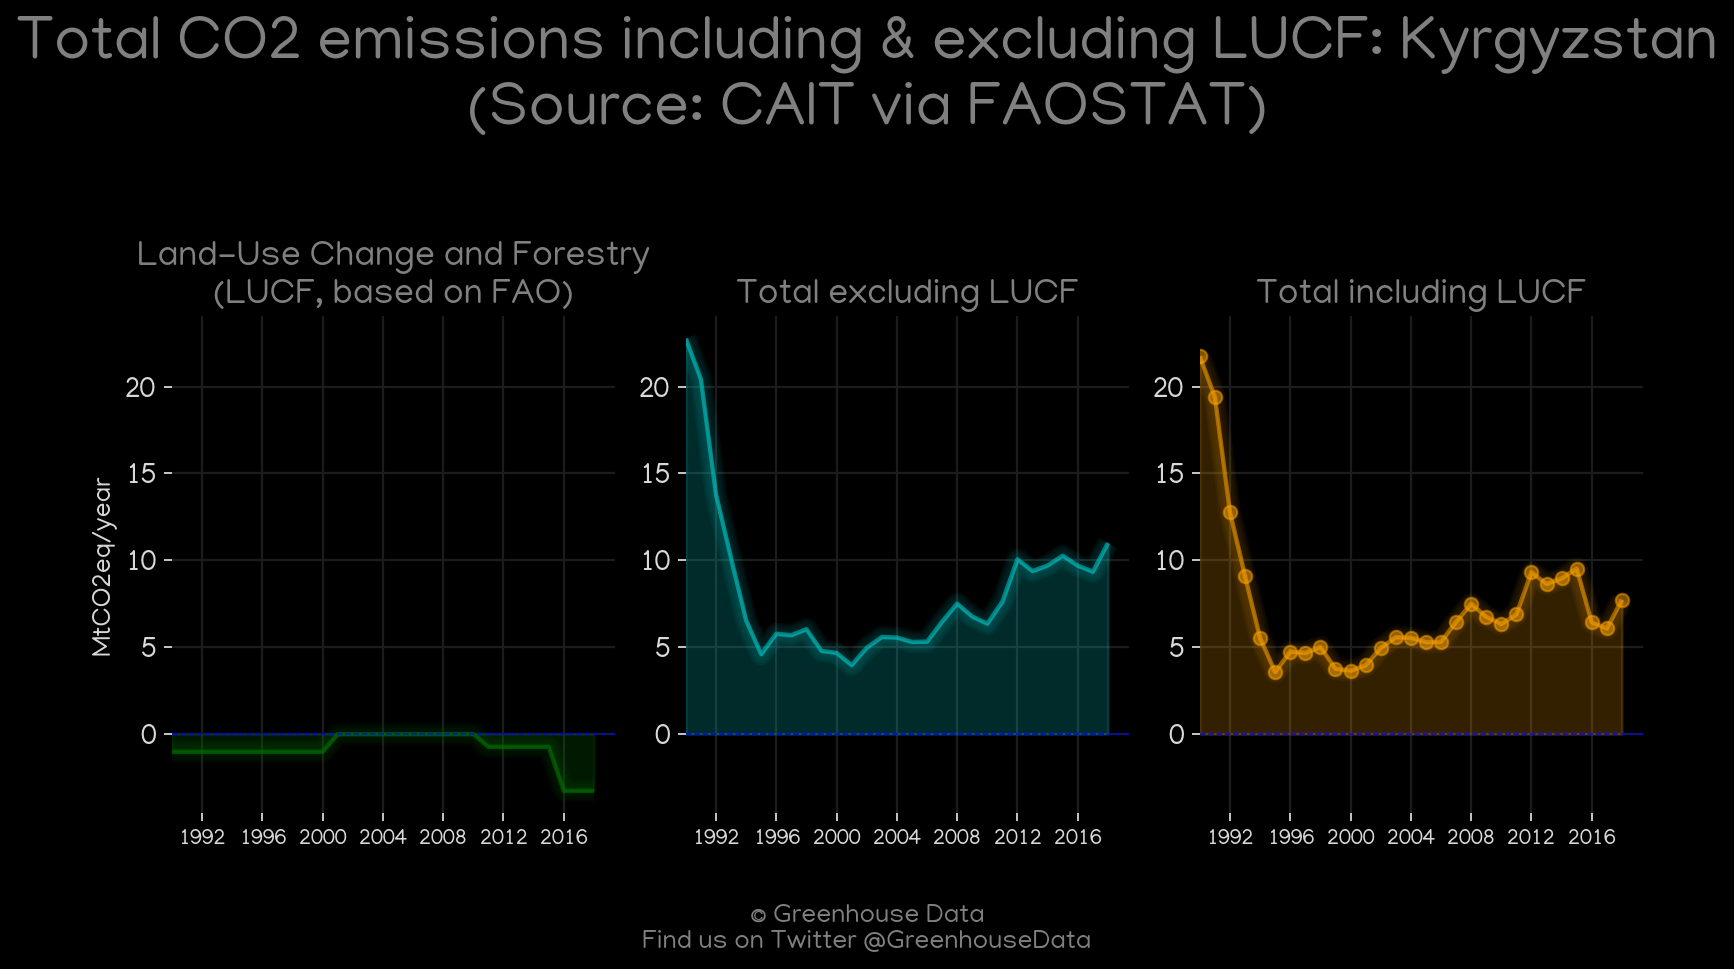 Total CO2 emissions including & excluding LUCF: Kyrgyzstan
(Source: CAIT via FAOSTAT)
Land-Use Change and Forestry
(LUCF, based on FAO)
Total excluding LUCF
Total including LUCF
MtCO2eq/year
20
15
10
5
0
1992 1996 2000 2004 2008 2012 2016
20
15
10
5
0
1992 1996 2000 2004 2008 2012 2016
20
15
10
5
0
1992 1996 2000 2004 2008 2012 2016
© Greenhouse Data
Find us on Twitter @GreenhouseData